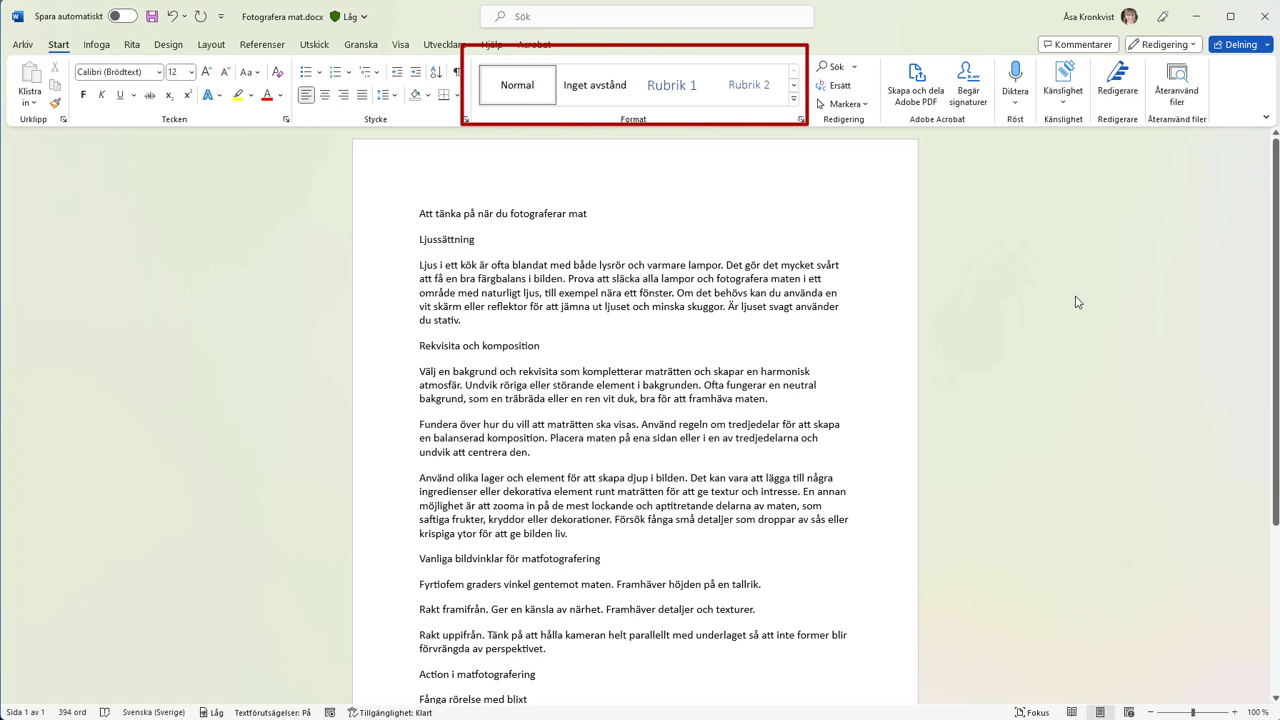 Spara automatiskt
Fotografera mat.docx
Låg
Sök
Åsa Kronkvist
Arkiv
Start
Infoga
Rita
Design
Layout
Referenser
Utskick
Granska
Visa
Utvecklare
Hjälp
Acrobat
Kommentarer
Redigering
Delning
Klistra
in
Urklipp
Calibri (Brödtext)
12
Aa
F
K
U
ab
Tecken
Stycke
Normal
Inget avstånd
Rubrik 1
Rubrik 2
Format
Sök
Ersätt
Markera
Redigering
Skapa och dela
Adobe PDF
Begär
signaturer
Adobe Acrobat
Diktera
Röst
Känslighet
Känslighet
Redigerare
Redigerare
Återanvänd
filer
Återanvänd filer
Att tänka på när du fotograferar mat
Ljussättning
Ljus i ett kök är ofta blandat med både lysrör och varmare lampor. Det gör det mycket svårt
att få en bra färgbalans i bilden. Prova att släcka alla lampor och fotografera maten i ett
område med naturligt ljus, till exempel nära ett fönster. Om det behövs kan du använda en
vit skärm eller reflektor för att jämna ut ljuset och minska skuggor. Är ljuset svagt använder
du stativ.
Rekvisita och komposition
Välj en bakgrund och rekvisita som kompletterar maträtten och skapar en harmonisk
atmosfär. Undvik röriga eller störande element i bakgrunden. Ofta fungerar en neutral
bakgrund, som en träbräda eller en ren vit duk, bra för att framhäva maten.
Fundera över hur du vill att maträtten ska visas. Använd regeln om tredjedelar för att skapa
en balanserad komposition. Placera maten på ena sidan eller i en av tredjedelarna och
undvik att centrera den.
Använd olika lager och element för att skapa djup i bilden. Det kan vara att lägga till några
ingredienser eller dekorativa element runt maträtten för att ge textur och intresse. En annan
möjlighet är att zooma in på de mest lockande och aptitretande delarna av maten, som
saftiga frukter, kryddor eller dekorationer. Försök fånga små detaljer som droppar av sås eller
krispiga ytor för att ge bilden liv.
Vanliga bildvinklar för matfotografering
Fyrtiofem graders vinkel gentemot maten. Framhäver höjden på en tallrik.
Rakt framifrån. Ger en känsla av närhet. Framhäver detaljer och texturer.
Rakt uppifrån. Tänk på att hålla kameran helt parallellt med underlaget så att inte former blir
förvrängda av perspektivet.
Action i matfotografering
Fånga rörelse med blixt
Sida 1 av 1
394 ord
Svenska (Sverige)
Låg
Textförutsägelser: På
Tillgänglighet: Klart
Fokus
100 %